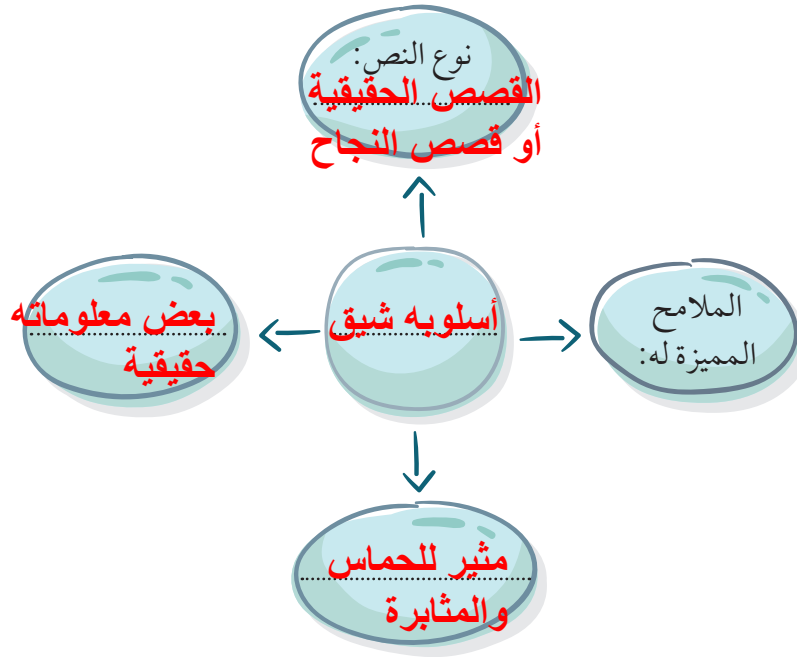 نوع النص:
القصص الحقيقية
أو قصص النجاح
الملامح
المميزة له:
أسلوبه شيق
بعض معلوماته
حقيقية
مثير للحماس
والمثابرة